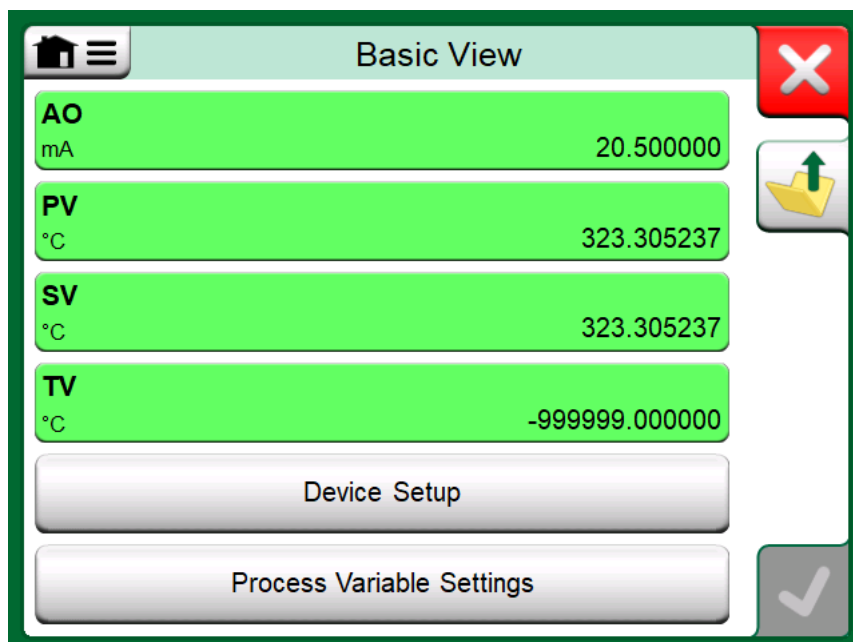 Basic View
AO
mA 20.500000
PV
°C 323.305237
SV
°C 323.305237
TV
°C -999999.000000
Device Setup
Process Variable Settings